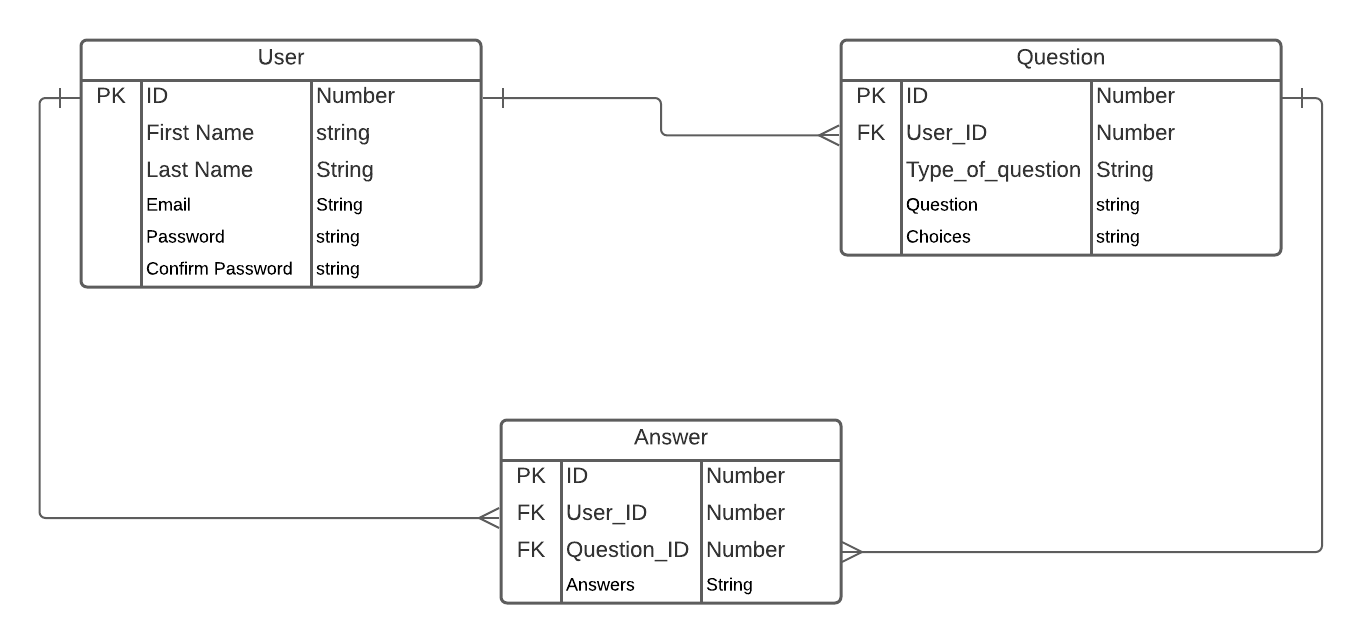 User
PK ID Number
First Name string
Last Name String
Email String
Password string
Confirm Password string
Question
PK ID Number
FK User_ID Number
Type_of_question String
Question string
Choices string
Answer
PK ID Number
FK User_ID Number
FK Question_ID Number
Answers String